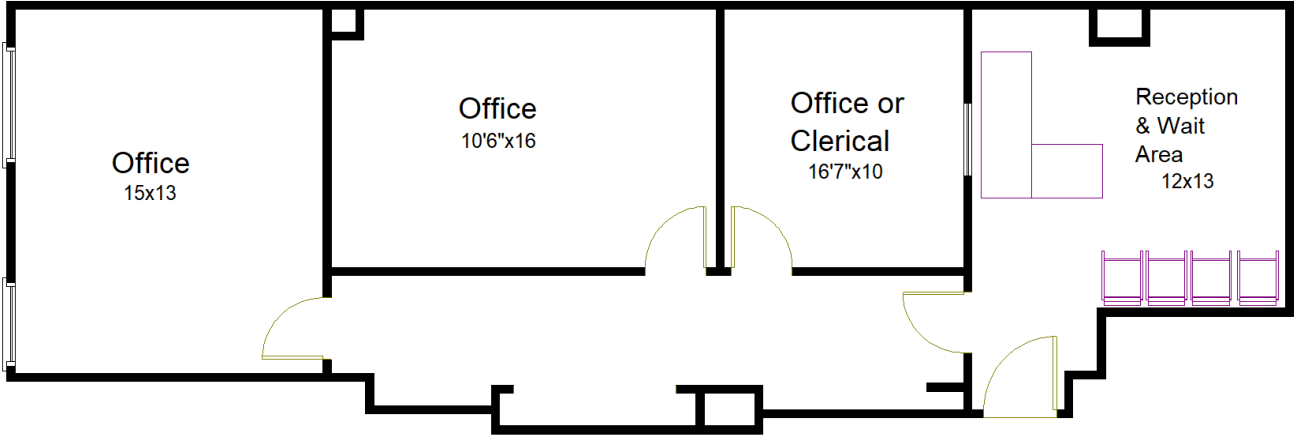 Office
15x13
Office
10'6"x16
Office or
Clerical
16'7"x10
Reception
& Wait
Area
12x13